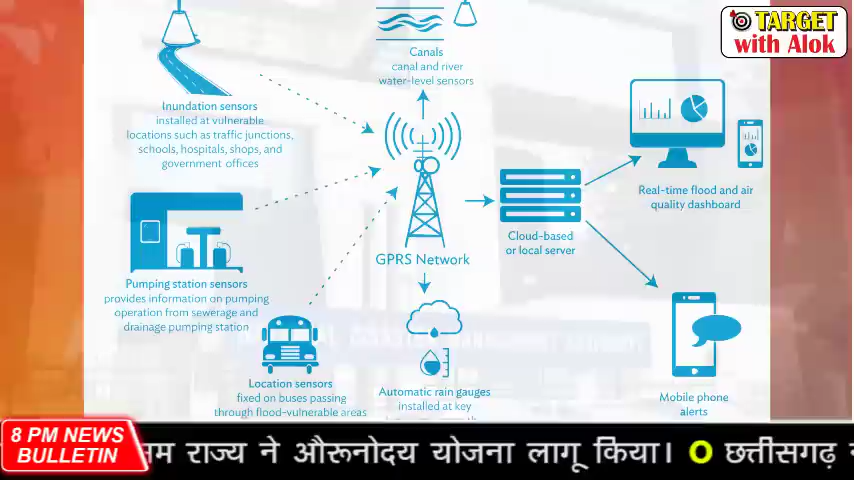 TARGET
with Alok
Canals
canal and river
water-level sensors
Inundation sensors
installed at vulnerable
locations such as traffic junctions,
schools, hospitals, shops, and
government offices
Real-time flood and air
quality dashboard
Cloud-based
or local server
GPRS Network
Pumping station sensors
provides information on pumping
operation from sewerage and
drainage pumping station
Location sensors
fixed on buses passing
through flood-vulnerable areas
Automatic rain gauges
installed at key
Mobile phone
alerts
8 PM NEWS
BULLETIN
राज्य ने औरूनोदय योजना लागू किया। O छत्तीसगढ़